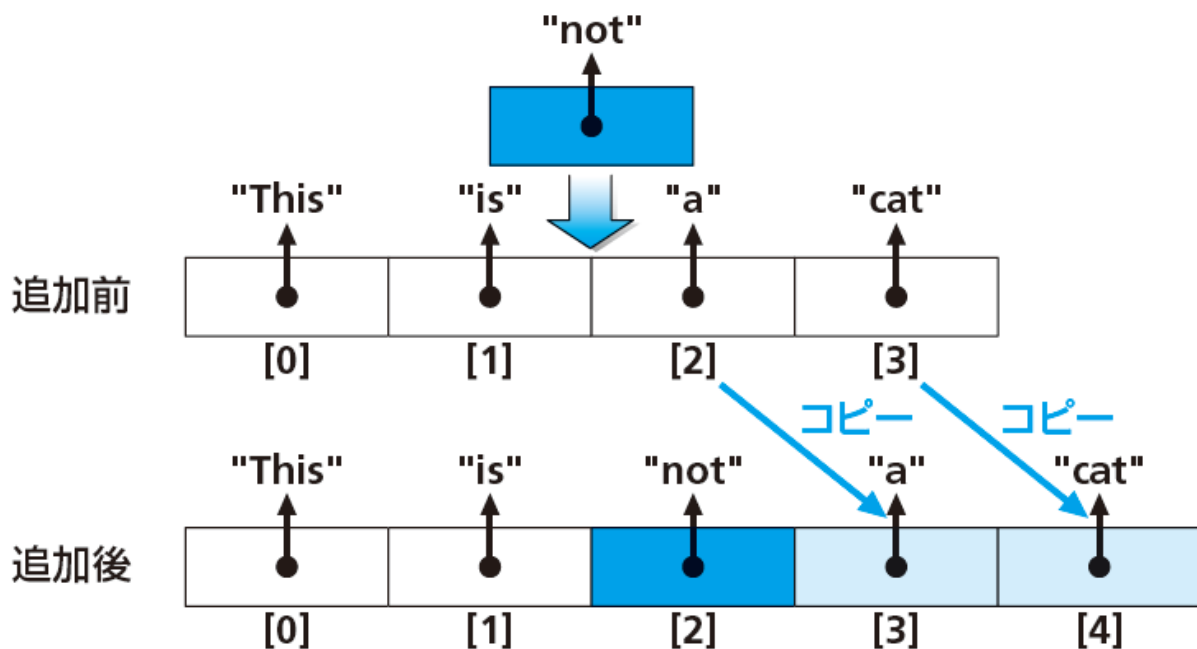 "not"
"This" "is" "a" "cat"
追加前
[0] [1] [2] [3]
コピー コピー
"This" "is" "not" "a" "cat"
追加後
[0] [1] [2] [3] [4]